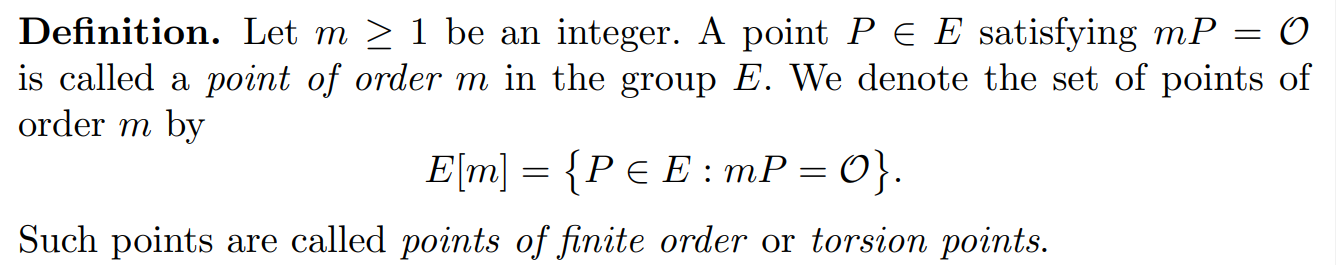 Definition. Let m ≥ 1 be an integer. A point P ∈ E satisfying mP = 𝒪
is called a point of order m in the group E. We denote the set of points of
order m by
E[m] = {P ∈ E : mP = 𝒪}.
Such points are called points of finite order or torsion points.